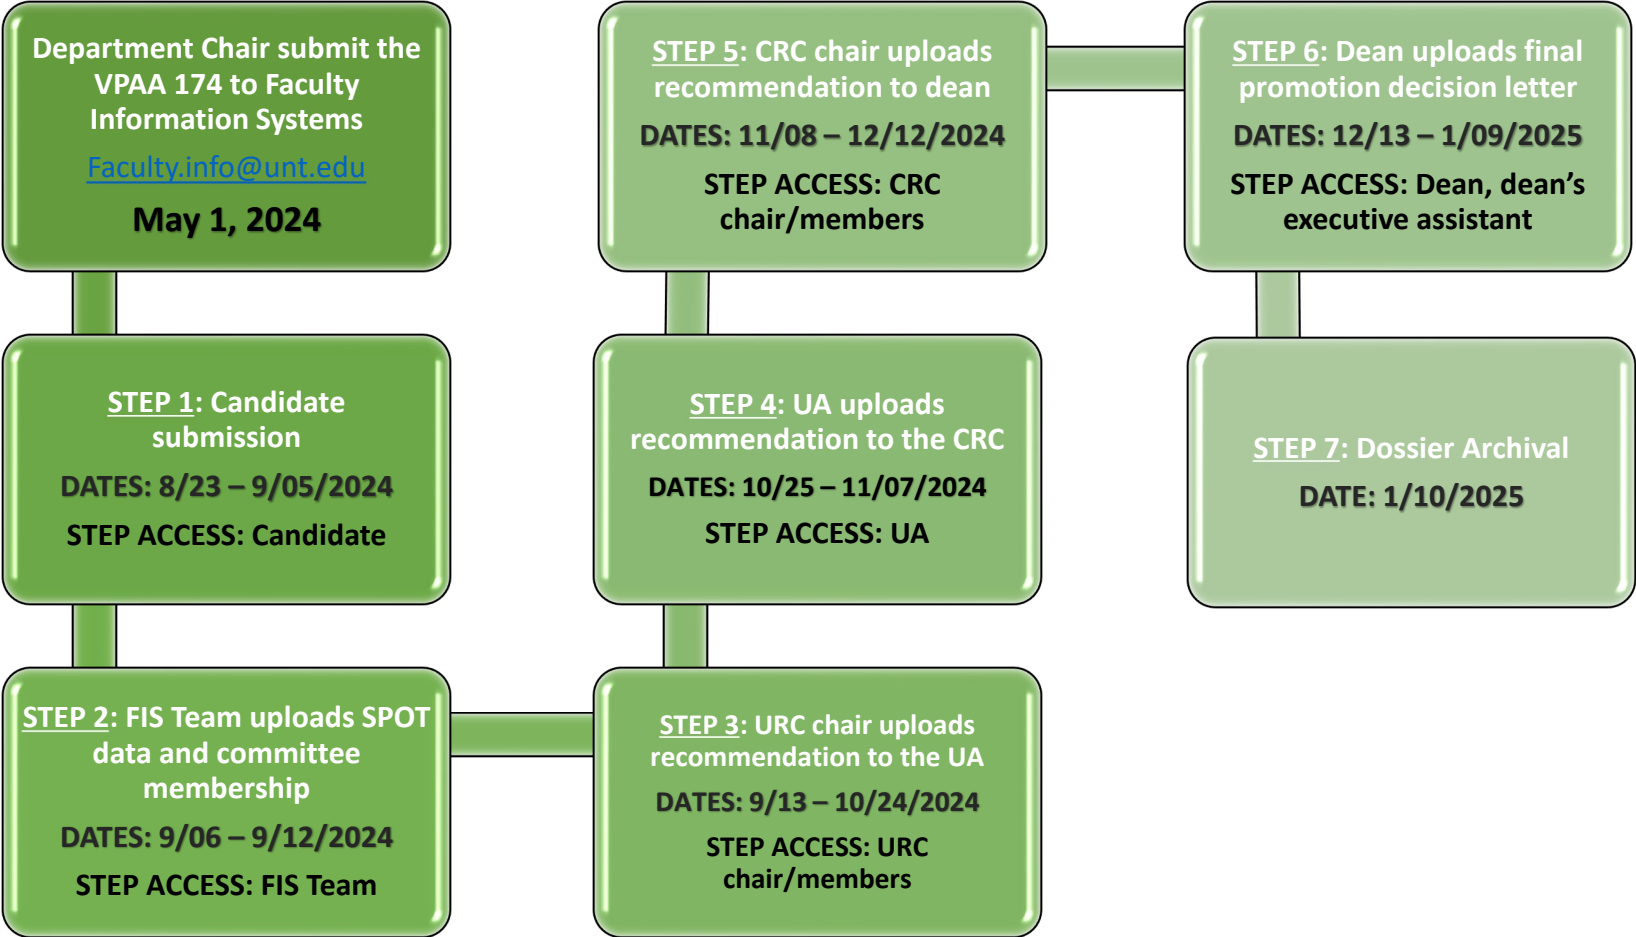 Department Chair submit the
VPAA 174 to Faculty
Information Systems
Faculty.info@unt.edu
May 1, 2024
STEP 1: Candidate
submission
DATES: 8/23 – 9/05/2024
STEP ACCESS: Candidate
STEP 2: FIS Team uploads SPOT
data and committee
membership
DATES: 9/06 – 9/12/2024
STEP ACCESS: FIS Team
STEP 3: URC chair uploads
recommendation to the UA
DATES: 9/13 – 10/24/2024
STEP ACCESS: URC
chair/members
STEP 4: UA uploads
recommendation to the CRC
DATES: 10/25 – 11/07/2024
STEP ACCESS: UA
STEP 5: CRC chair uploads
recommendation to dean
DATES: 11/08 – 12/12/2024
STEP ACCESS: CRC
chair/members
STEP 6: Dean uploads final
promotion decision letter
DATES: 12/13 – 1/09/2025
STEP ACCESS: Dean, dean’s
executive assistant
STEP 7: Dossier Archival
DATE: 1/10/2025